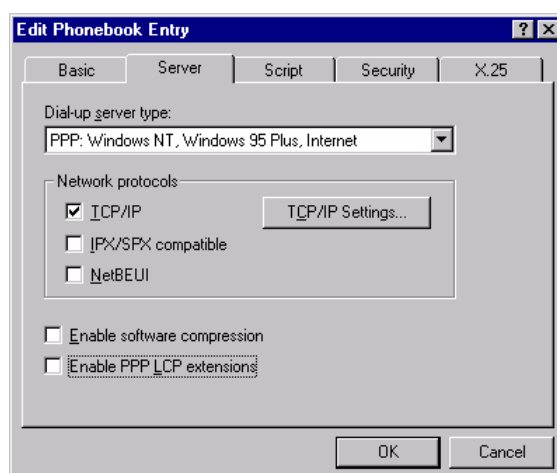 Edit Phonebook Entry
Basic Server Script Security X.25
Dial-up server type:
PPP: Windows NT, Windows 95 Plus, Internet
Network protocols
TCP/IP TCP/IP Settings...
IPX/SPX compatible
NetBEUI
Enable software compression
Enable PPP LCP extensions
OK Cancel